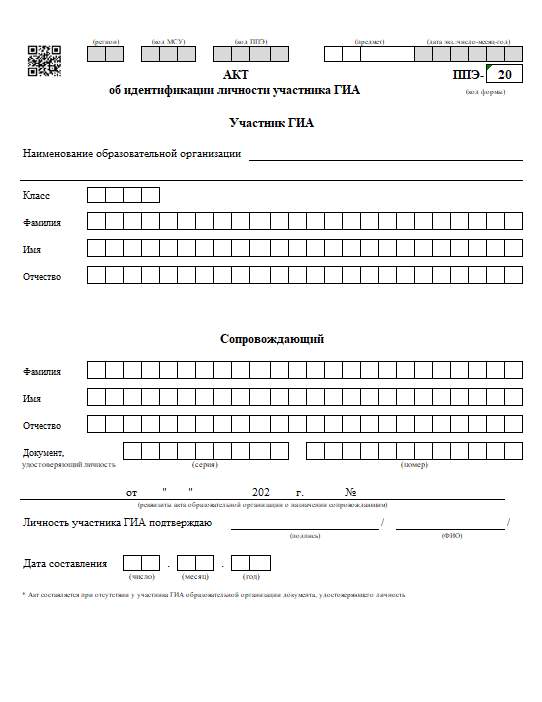 (регион) (код МСУ) (код ППЭ) (предмет) (дата экз.:число-месяц-год)
АКТ ППЭ- 20
об идентификации личности участника ГИА (код формы)
Участник ГИА
Наименование образовательной организации
Класс
Фамилия
Имя
Отчество
Сопровождающий
Фамилия
Имя
Отчество
Документ,
удостоверяющий личность (серия) (номер)
от " " 202 г. №
(реквизиты акта образовательной организации о назначении сопровождающим)
Личность участника ГИА подтверждаю / /
(подпись) (ФИО)
Дата составления . .
(число) (месяц) (год)
* Акт составляется при отсутствии у участника ГИА образовательной организации документа, удостоверяющего личность